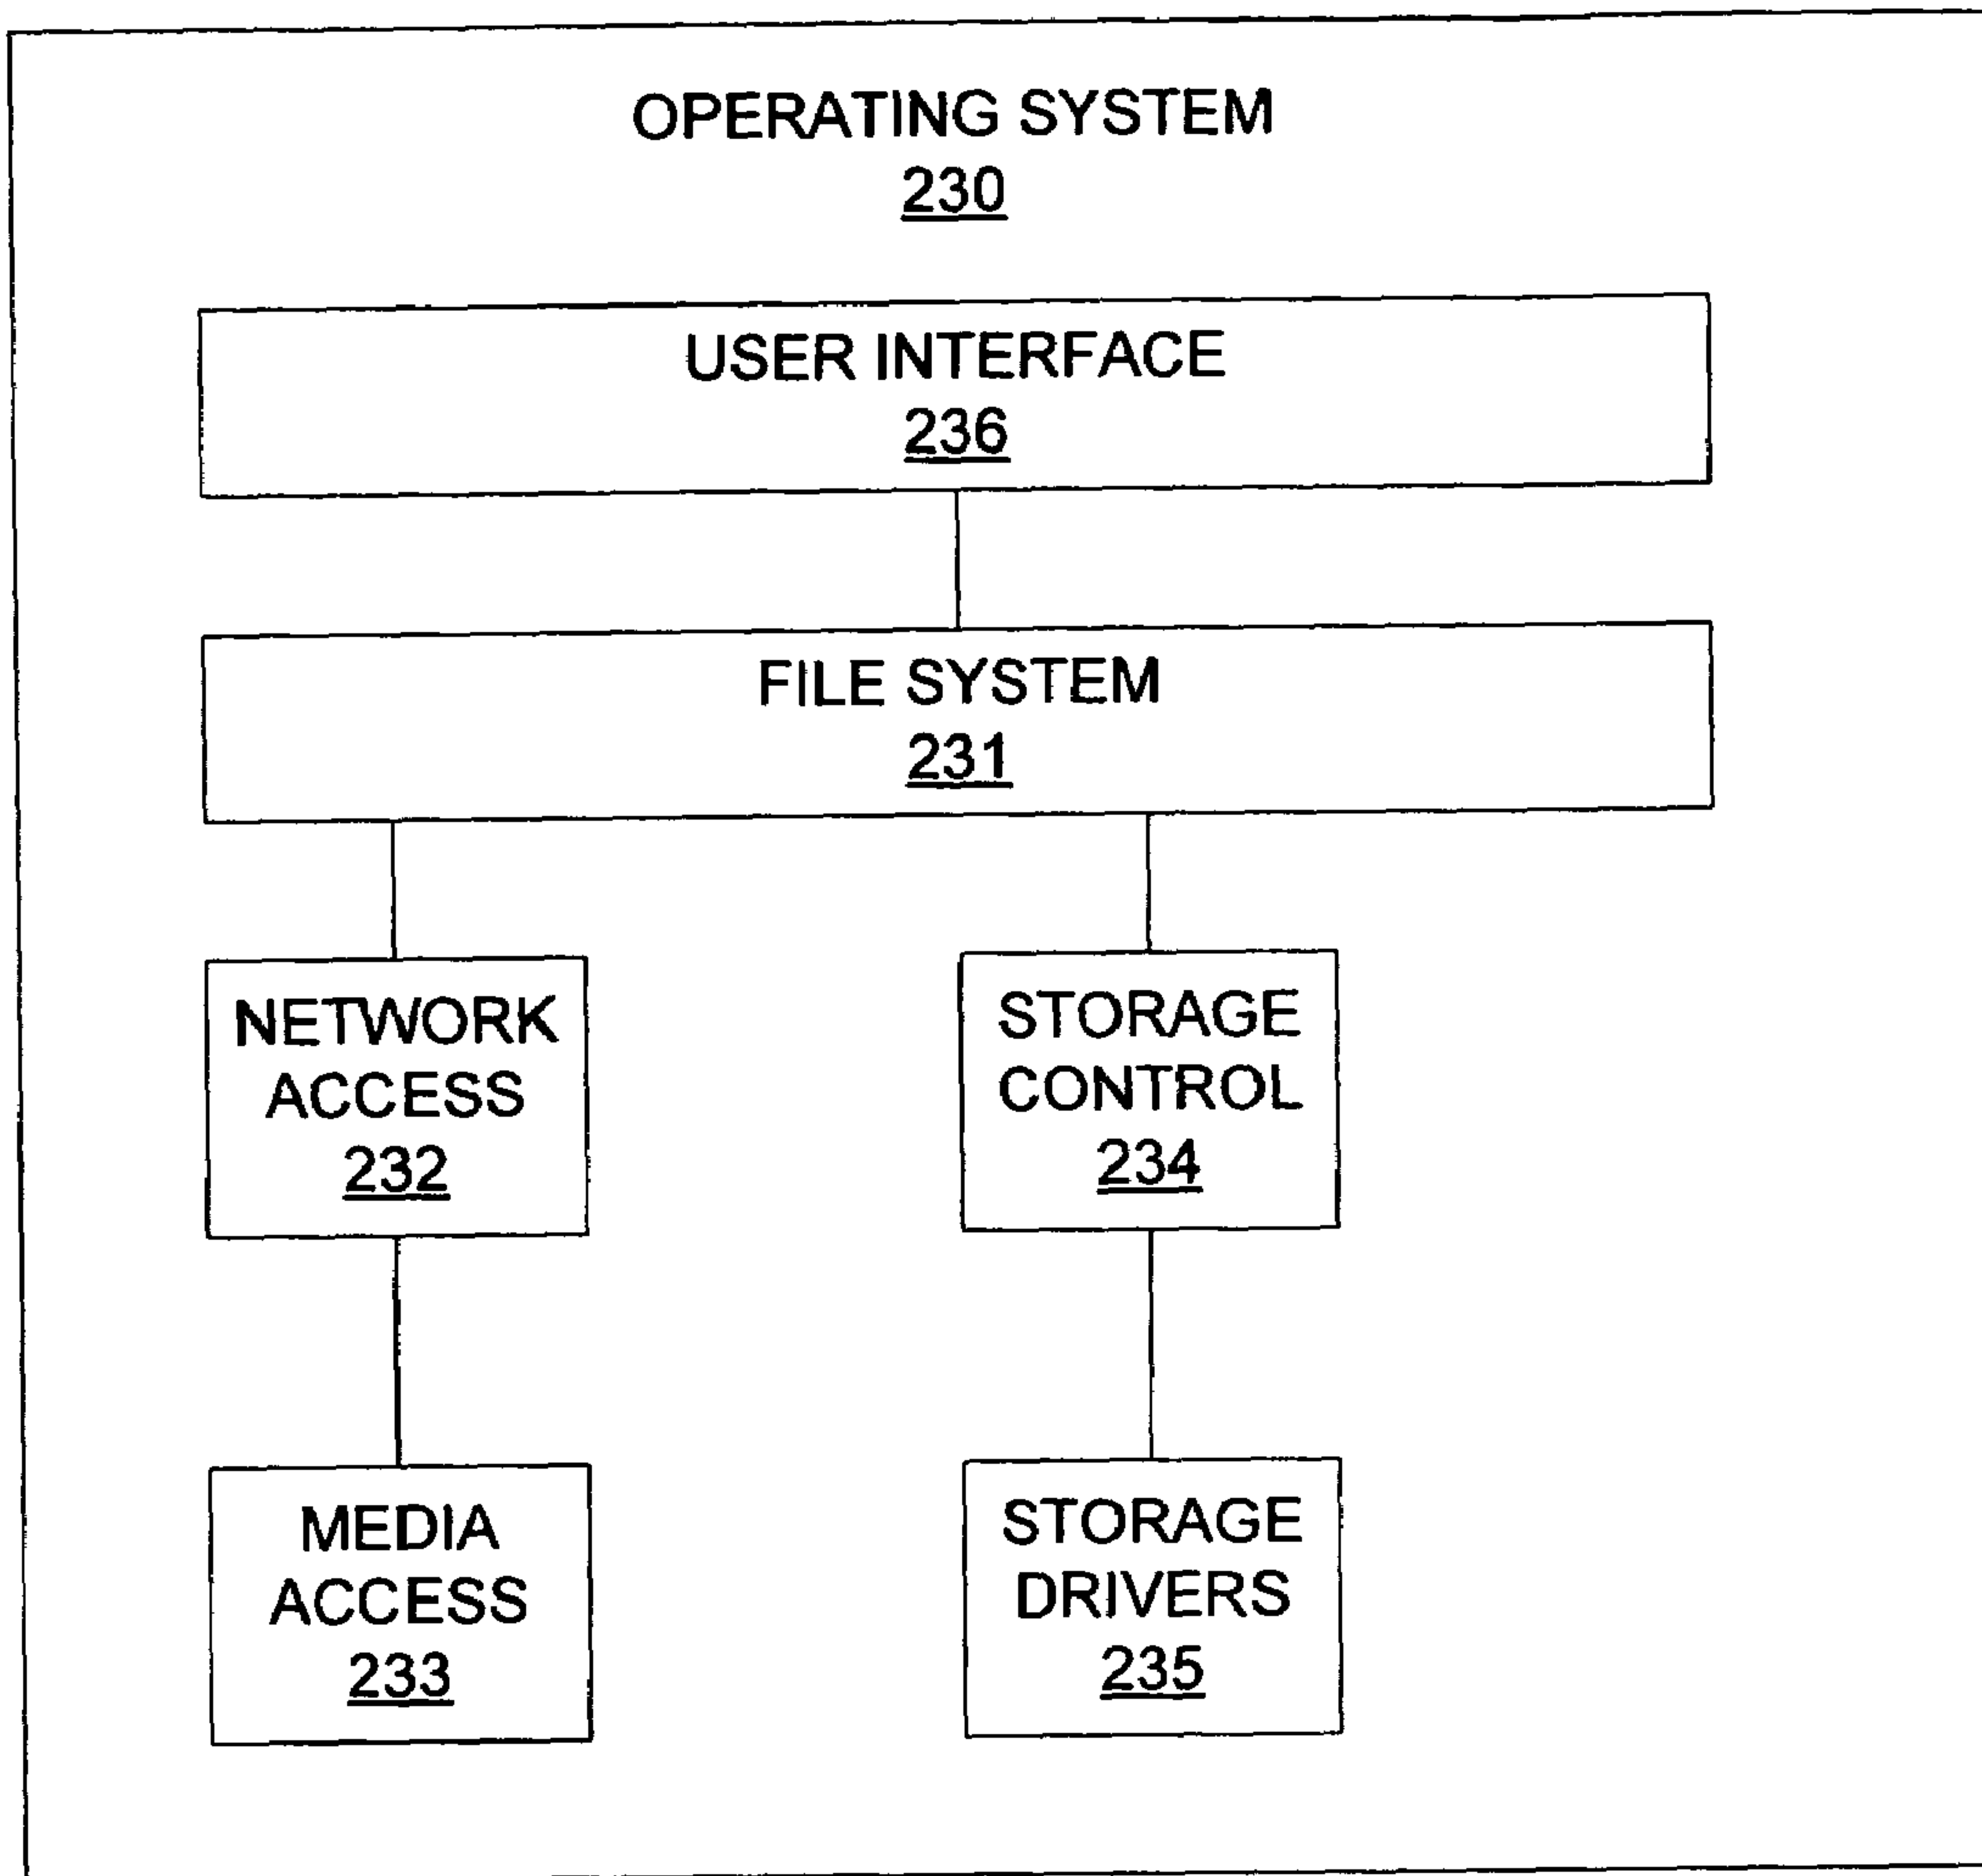 OPERATING SYSTEM
230
USER INTERFACE
236
FILE SYSTEM
231
NETWORK
ACCESS
232
STORAGE
CONTROL
234
MEDIA
ACCESS
233
STORAGE
DRIVERS
235